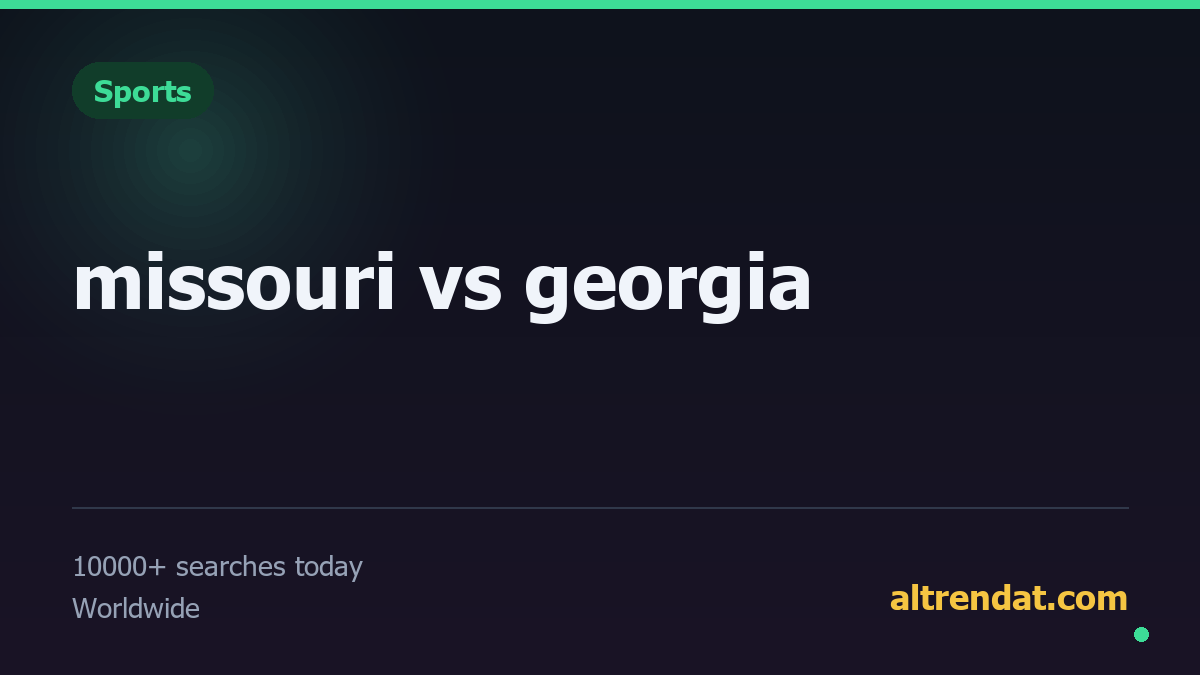 Sports
missouri vs georgia
10000+ searches today
Worldwide
altrendat.com